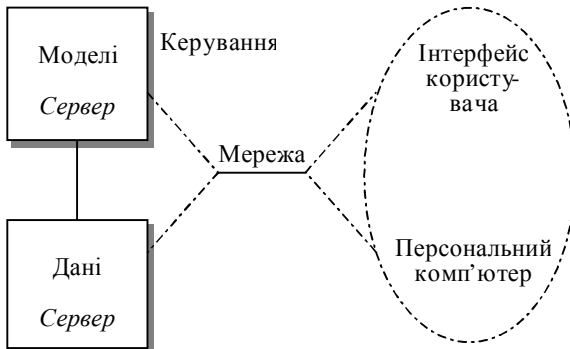 Моделі
Сервер
Керування
Інтерфейс
користу-
вача
Мережа
Дані
Сервер
Персональний
комп’ютер